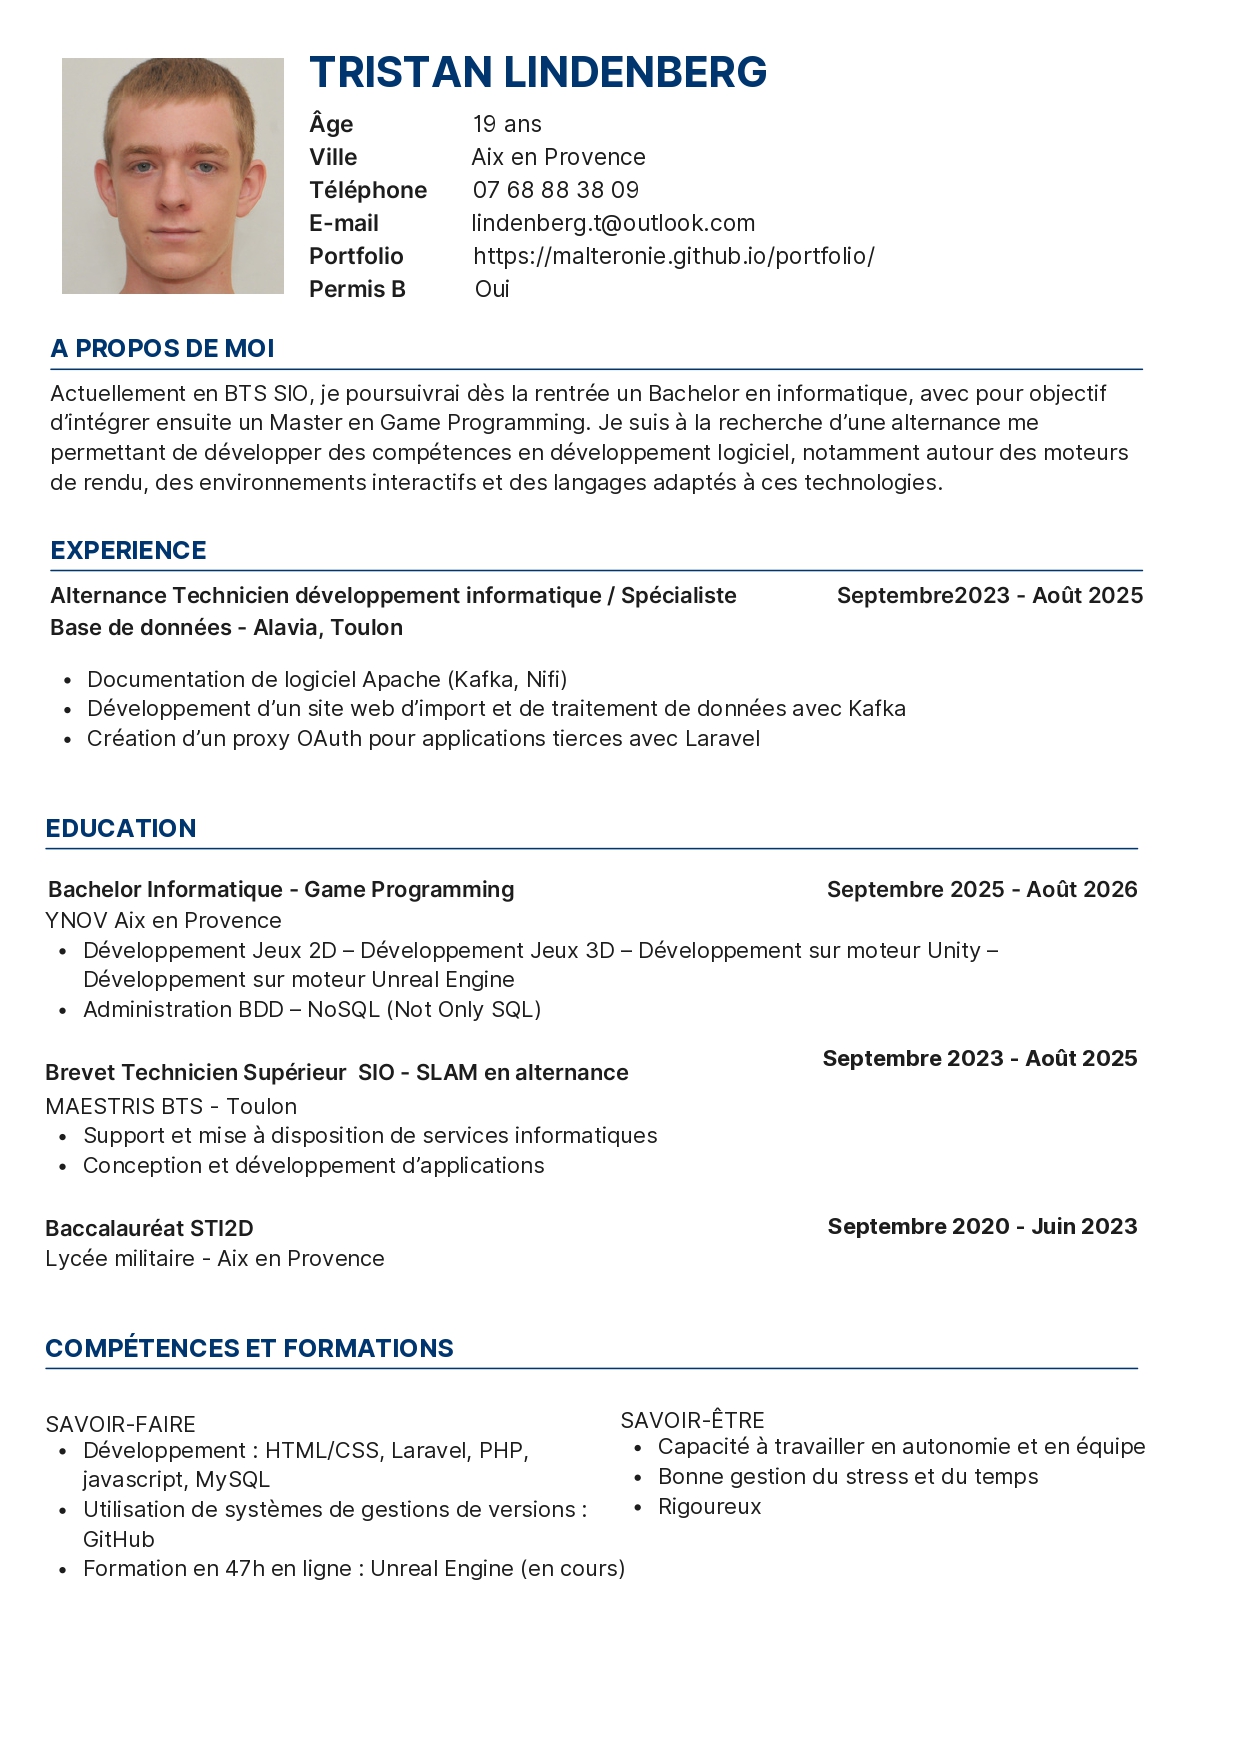 TRISTAN LINDENBERG
Âge 19 ans
Ville Aix en Provence
Téléphone 07 68 88 38 09
E-mail lindenberg.t@outlook.com
Portfolio https://malteronie.github.io/portfolio/
Permis B Oui
A PROPOS DE MOI
Actuellement en BTS SIO, je poursuivrai dès la rentrée un Bachelor en informatique, avec pour objectif
d’intégrer ensuite un Master en Game Programming. Je suis à la recherche d’une alternance me
permettant de développer des compétences en développement logiciel, notamment autour des moteurs
de rendu, des environnements interactifs et des langages adaptés à ces technologies.
EXPERIENCE
Alternance Technicien développement informatique / Spécialiste Septembre2023 - Août 2025
Base de données - Alavia, Toulon
• Documentation de logiciel Apache (Kafka, Nifi)
• Développement d’un site web d’import et de traitement de données avec Kafka
• Création d’un proxy OAuth pour applications tierces avec Laravel
EDUCATION
Bachelor Informatique - Game Programming Septembre 2025 - Août 2026
YNOV Aix en Provence
• Développement Jeux 2D – Développement Jeux 3D – Développement sur moteur Unity –
Développement sur moteur Unreal Engine
• Administration BDD – NoSQL (Not Only SQL)
Brevet Technicien Supérieur SIO - SLAM en alternance Septembre 2023 - Août 2025
MAESTRIS BTS - Toulon
• Support et mise à disposition de services informatiques
• Conception et développement d’applications
Baccalauréat STI2D Septembre 2020 - Juin 2023
Lycée militaire - Aix en Provence
COMPÉTENCES ET FORMATIONS
SAVOIR-FAIRE
• Développement : HTML/CSS, Laravel, PHP,
javascript, MySQL
• Utilisation de systèmes de gestions de versions :
GitHub
• Formation en 47h en ligne : Unreal Engine (en cours)
SAVOIR-ÊTRE
• Capacité à travailler en autonomie et en équipe
• Bonne gestion du stress et du temps
• Rigoureux